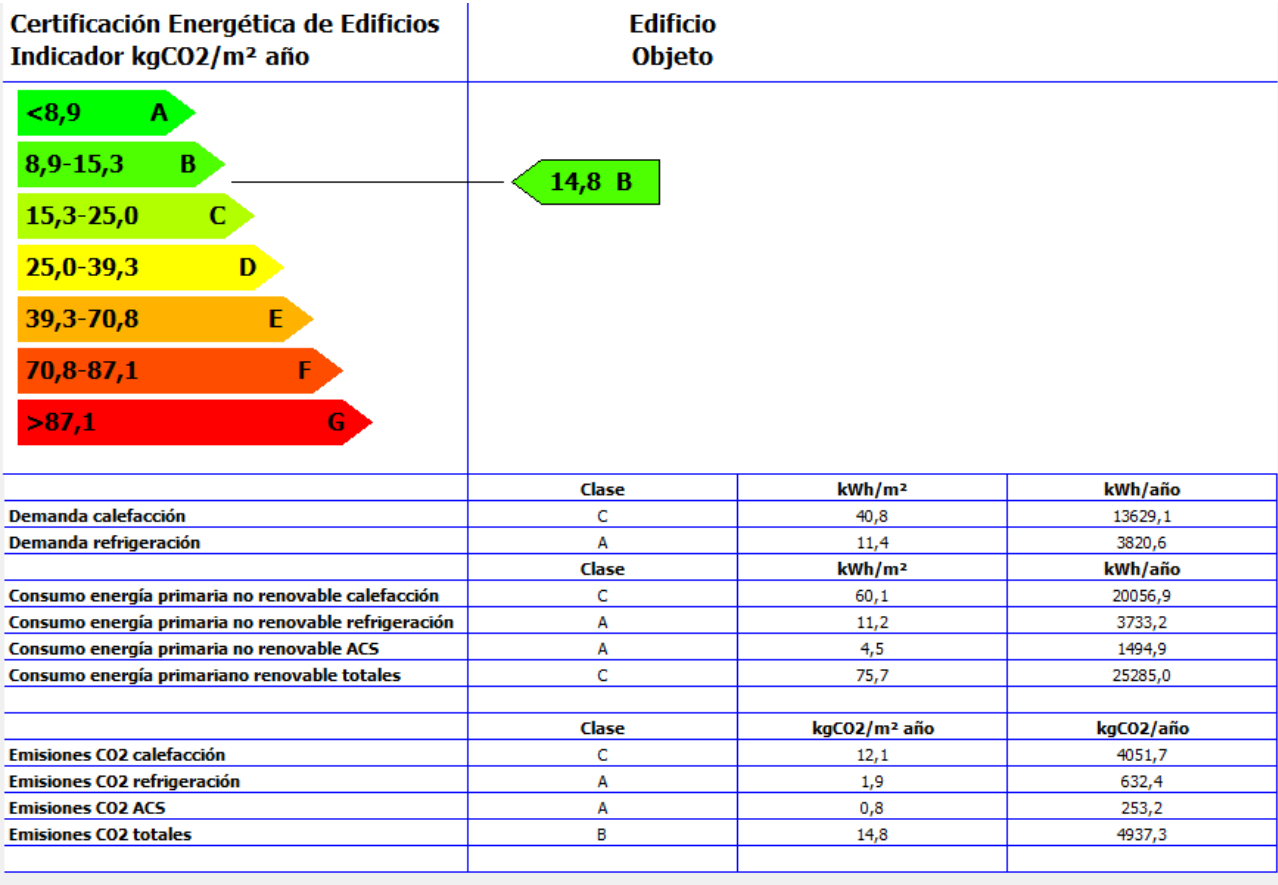 Certificación Energética de Edificios
Indicador kgCO2/m² año
Edificio
Objeto
<8,9 A
8,9-15,3 B
14,8 B
15,3-25,0 C
25,0-39,3 D
39,3-70,8 E
70,8-87,1 F
>87,1 G
Clase kWh/m² kWh/año
Demanda calefacción C 40,8 13629,1
Demanda refrigeración A 11,4 3820,6
Clase kWh/m² kWh/año
Consumo energía primaria no renovable calefacción C 60,1 20056,9
Consumo energía primaria no renovable refrigeración A 11,2 3733,2
Consumo energía primaria no renovable ACS A 4,5 1494,9
Consumo energía primariano renovable totales C 75,7 25285,0
Clase kgCO2/m² año kgCO2/año
Emisiones CO2 calefacción C 12,1 4051,7
Emisiones CO2 refrigeración A 1,9 632,4
Emisiones CO2 ACS A 0,8 253,2
Emisiones CO2 totales B 14,8 4937,3